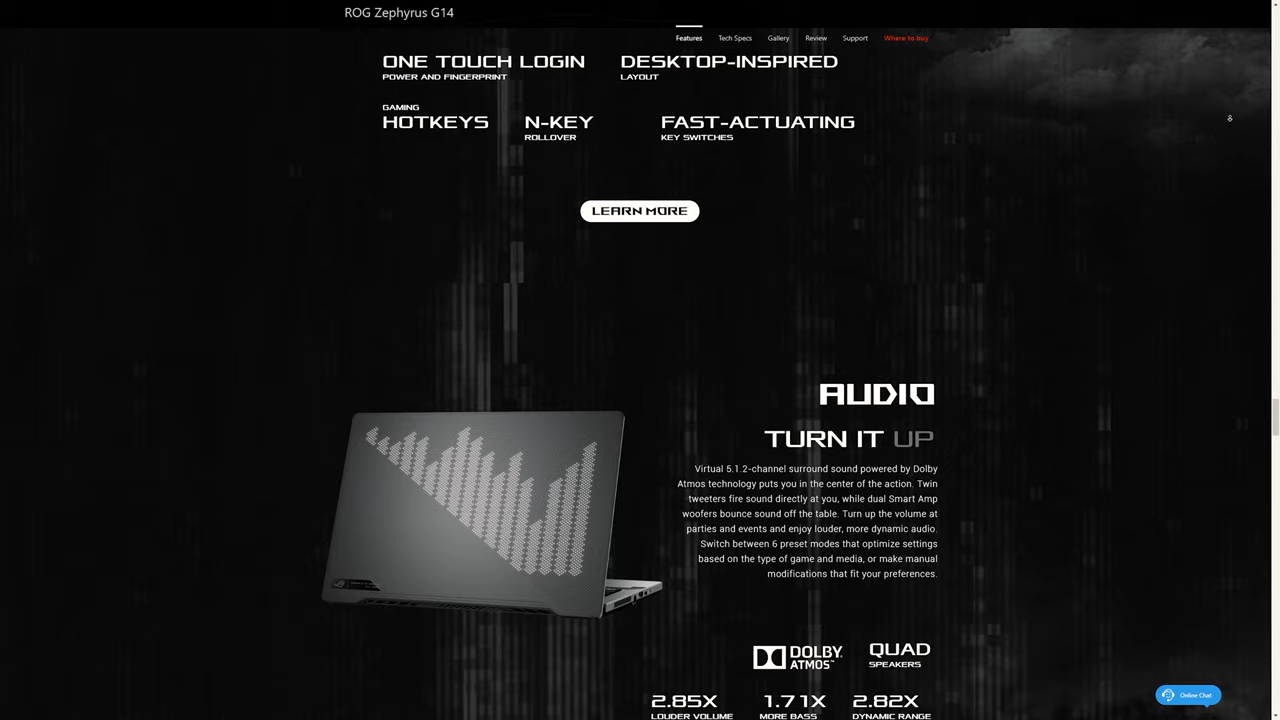 ROG Zephyrus G14
Features Tech Specs Gallery Review Support Where to buy
ONE TOUCH LOGIN
POWER AND FINGERPRINT
DESKTOP-INSPIRED
LAYOUT
GAMING
HOTKEYS
N-KEY
ROLLOVER
FAST-ACTUATING
KEY SWITCHES
LEARN MORE
AUDIO
TURN IT UP
Virtual 5.1.2-channel surround sound powered by Dolby
Atmos technology puts you in the center of the action. Twin
tweeters fire sound directly at you, while dual Smart Amp
woofers bounce sound off the table. Turn up the volume at
parties and events and enjoy louder, more dynamic audio.
Switch between 6 preset modes that optimize settings
based on the type of game and media, or make manual
modifications that fit your preferences.
DOLBY
ATMOS™
QUAD
SPEAKERS
2.85X
LOUDER VOLUME
1.71X
MORE BASS
2.82X
DYNAMIC RANGE
Online Chat